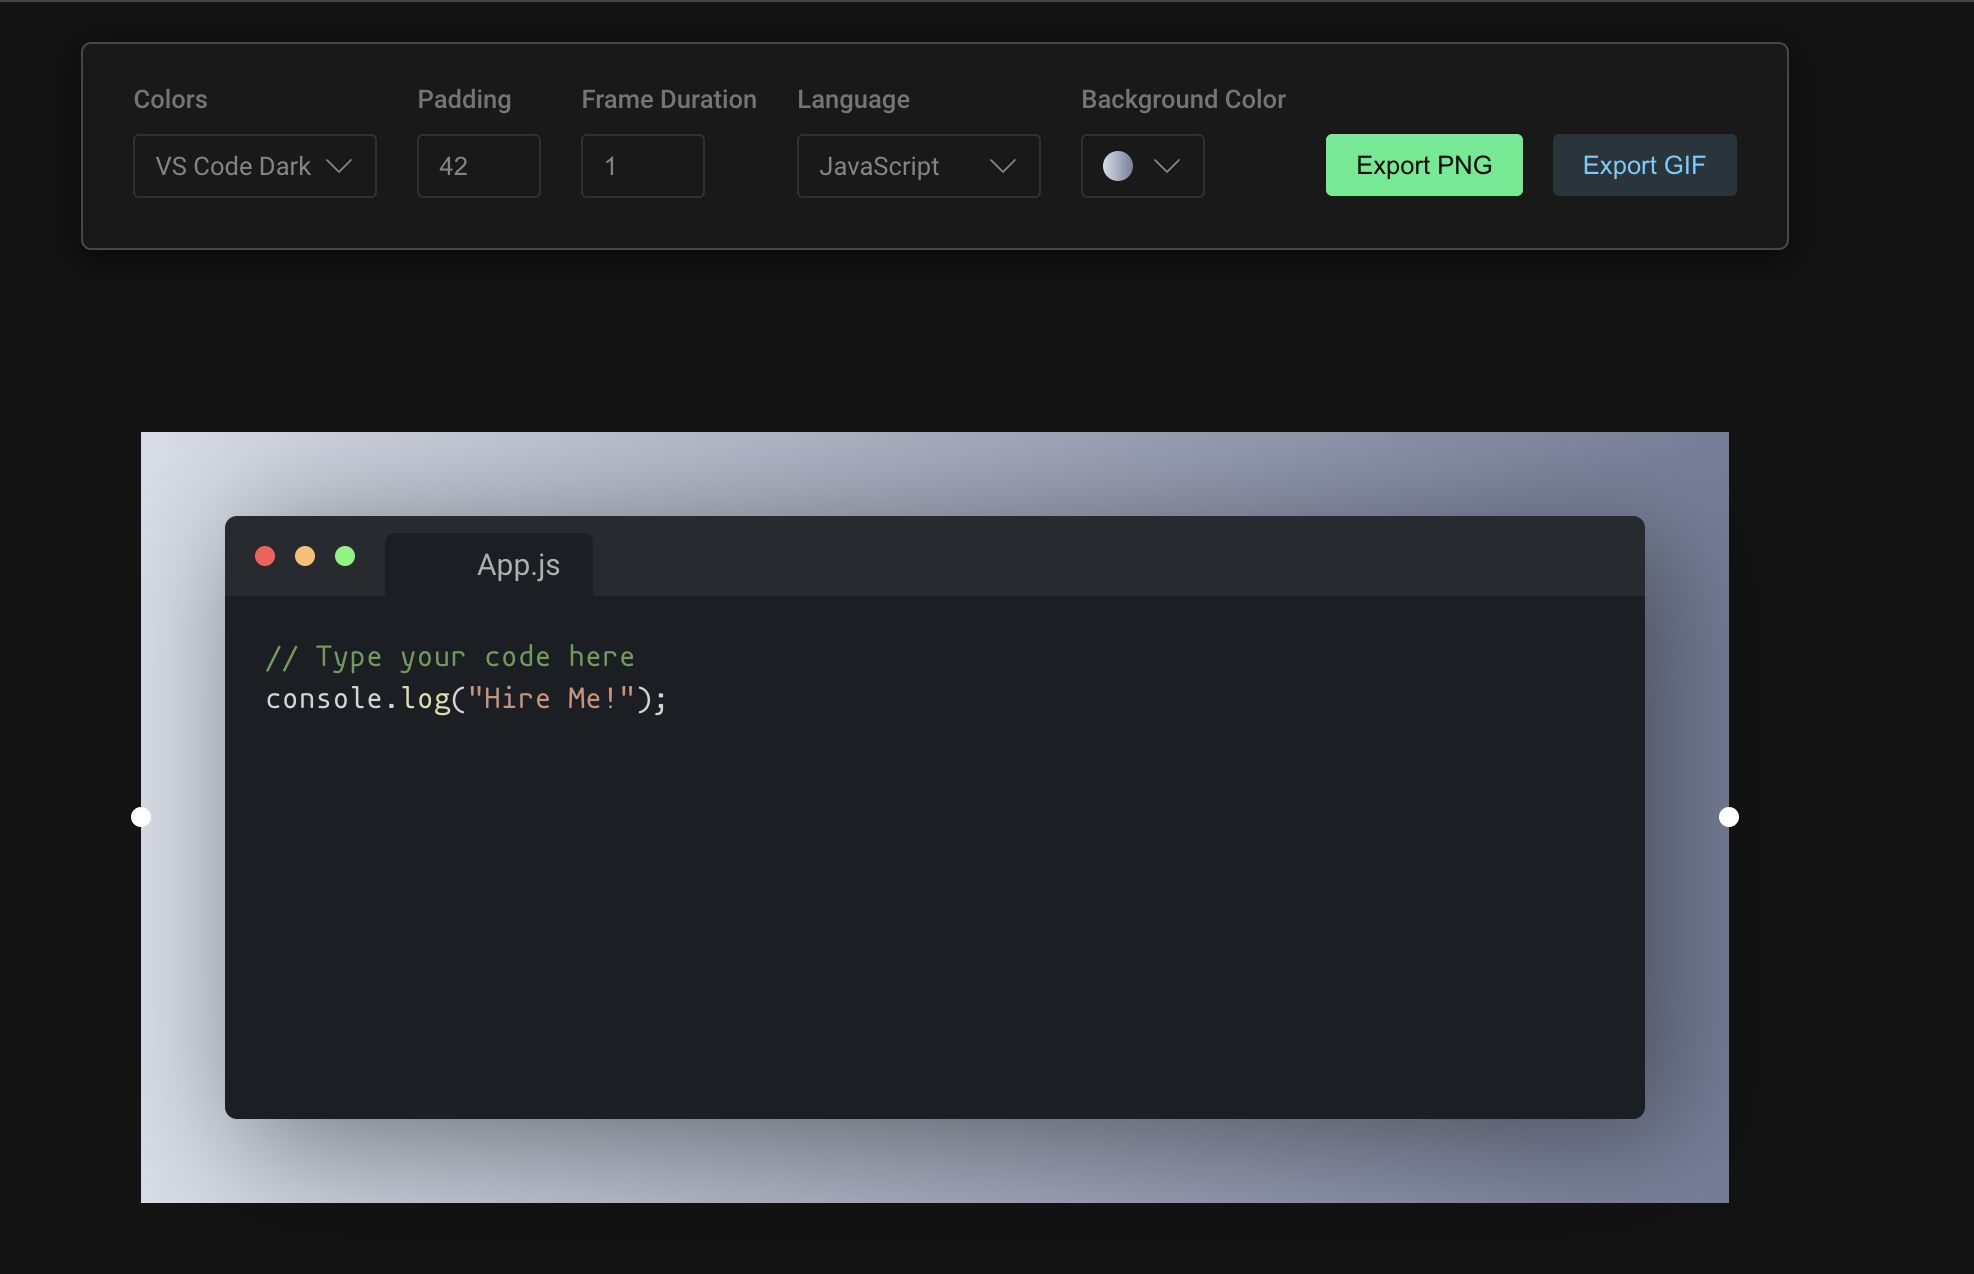 Colors Padding Frame Duration Language Background Color
VS Code Dark 42 1 JavaScript Export PNG Export GIF
App.js
// Type your code here
console.log("Hire Me!");